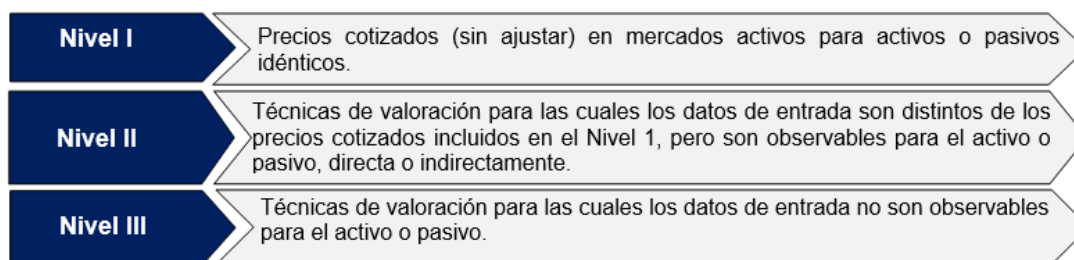 Nivel I
Precios cotizados (sin ajustar) en mercados activos para activos o pasivos
idénticos.
Nivel II
Técnicas de valoración para las cuales los datos de entrada son distintos de los
precios cotizados incluidos en el Nivel 1, pero son observables para el activo o
pasivo, directa o indirectamente.
Nivel III
Técnicas de valoración para las cuales los datos de entrada no son observables
para el activo o pasivo.